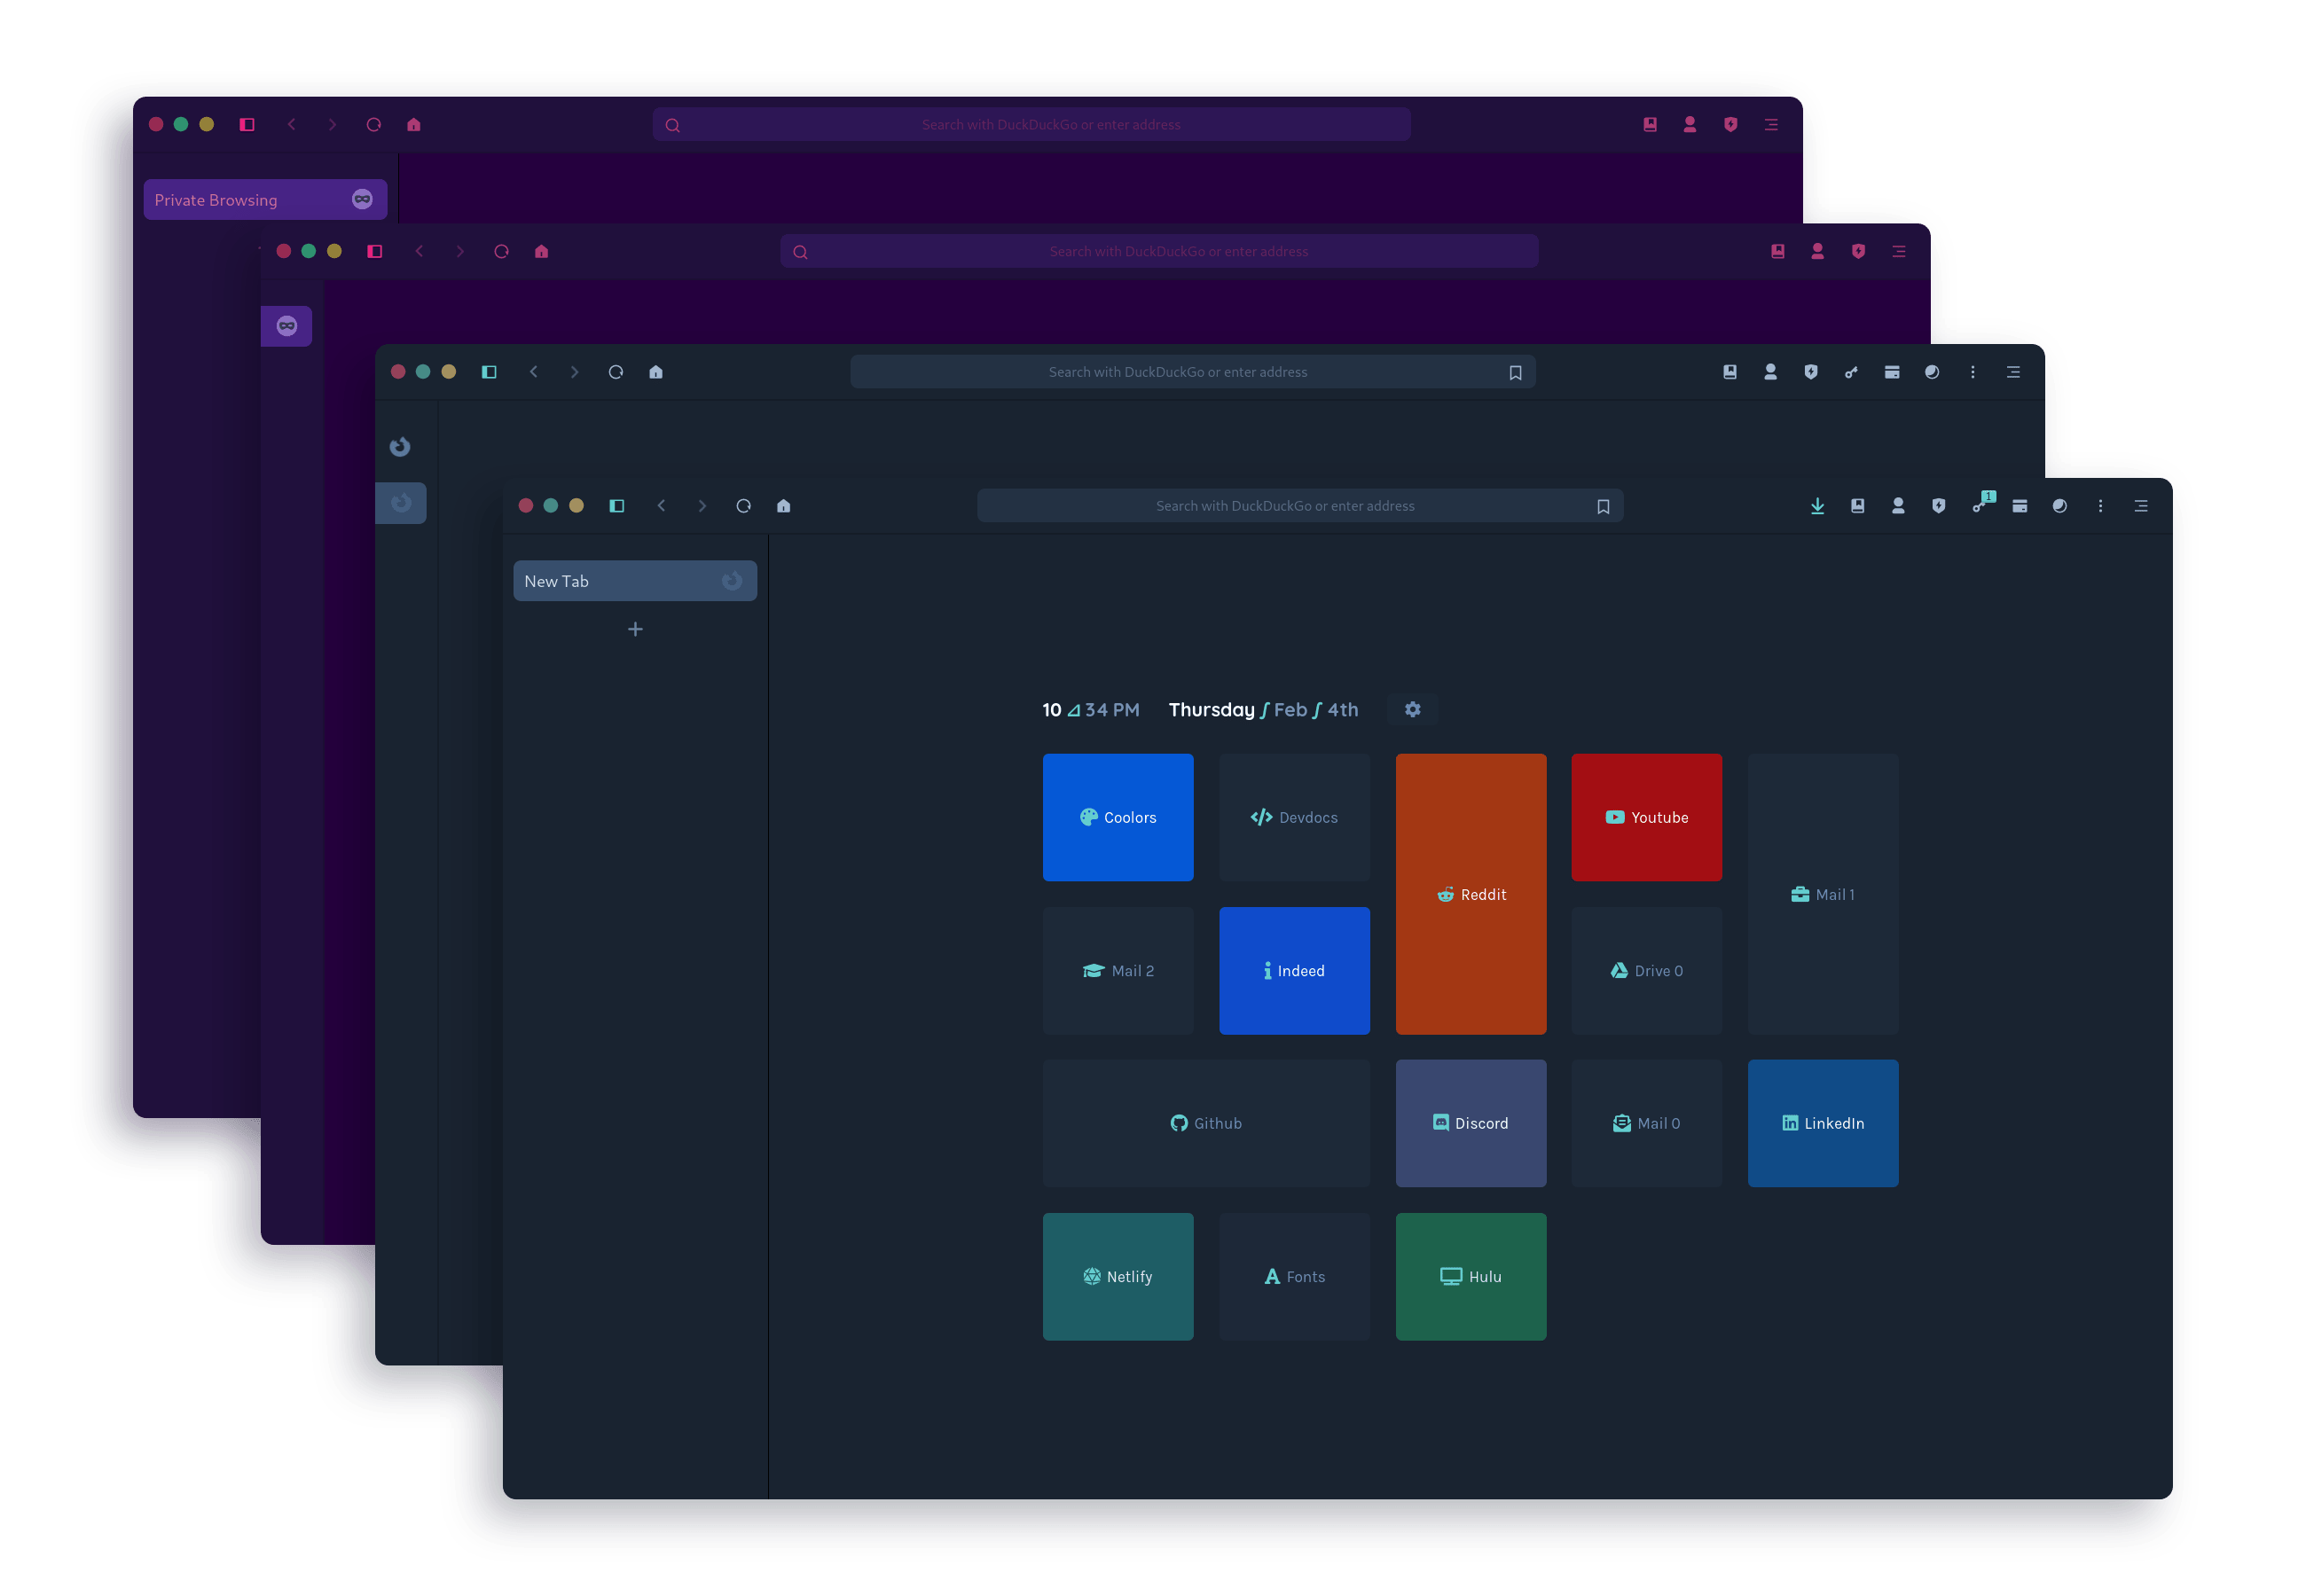 Search with DuckDuckGo or enter address
Private Browsing
Search with DuckDuckGo or enter address
Search with DuckDuckGo or enter address
Search with DuckDuckGo or enter address
1
New Tab
10 ⊿ 34 PM Thursday ∫ Feb ∫ 4th
Coolors
Devdocs
Reddit
Youtube
Mail 1
Mail 2
Indeed
Drive 0
Github
Discord
Mail 0
LinkedIn
Netlify
Fonts
Hulu